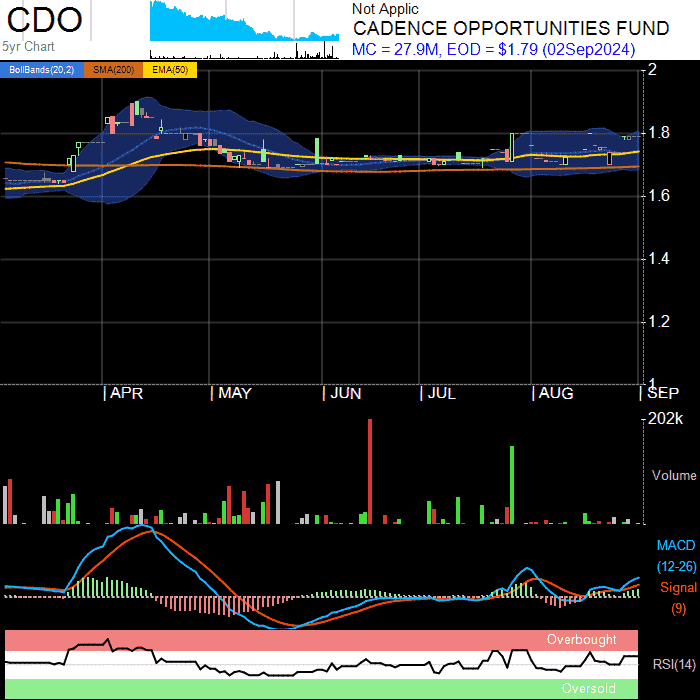 CDO
5yr Chart
Not Applic
CADENCE OPPORTUNITIES FUND
MC = 27.9M, EOD = $1.79 (02Sep2024)
BollBands(20,2) SMA(200) EMA(50)
2
1.8
1.6
1.4
1.2
1
APR MAY JUN JUL AUG SEP
202k
Volume
MACD
(12-26)
Signal
(9)
Overbought
RSI(14)
Oversold